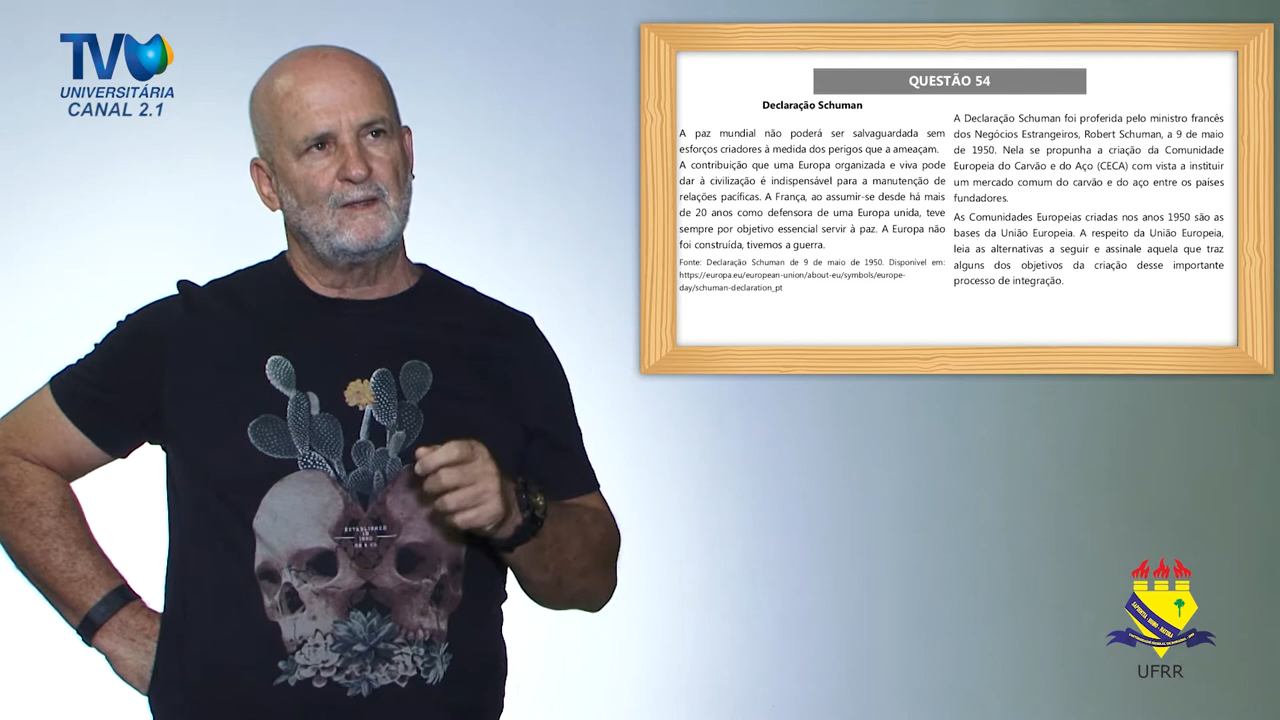 TVU
UNIVERSITÁRIA
CANAL 2.1
QUESTÃO 54
Declaração Schuman
A paz mundial não poderá ser salvaguardada sem
esforços criadores à medida dos perigos que a ameaçam.
A contribuição que uma Europa organizada e viva pode
dar à civilização é indispensável para a manutenção de
relações pacíficas. A França, ao assumir-se desde há mais
de 20 anos como defensora de uma Europa unida, teve
sempre por objetivo essencial servir à paz. A Europa não
foi construída, tivemos a guerra.
Fonte: Declaração Schuman de 9 de maio de 1950. Disponível em:
https://europa.eu/european-union/about-eu/symbols/europe-
day/schuman-declaration_pt
A Declaração Schuman foi proferida pelo ministro francês
dos Negócios Estrangeiros, Robert Schuman, a 9 de maio
de 1950. Nela se propunha a criação da Comunidade
Europeia do Carvão e do Aço (CECA) com vista a instituir
um mercado comum do carvão e do aço entre os países
fundadores.
As Comunidades Europeias criadas nos anos 1950 são as
bases da União Europeia. A respeito da União Europeia,
leia as alternativas a seguir e assinale aquela que traz
alguns dos objetivos da criação desse importante
processo de integração.
ESTABLISHED
IN
UFRR